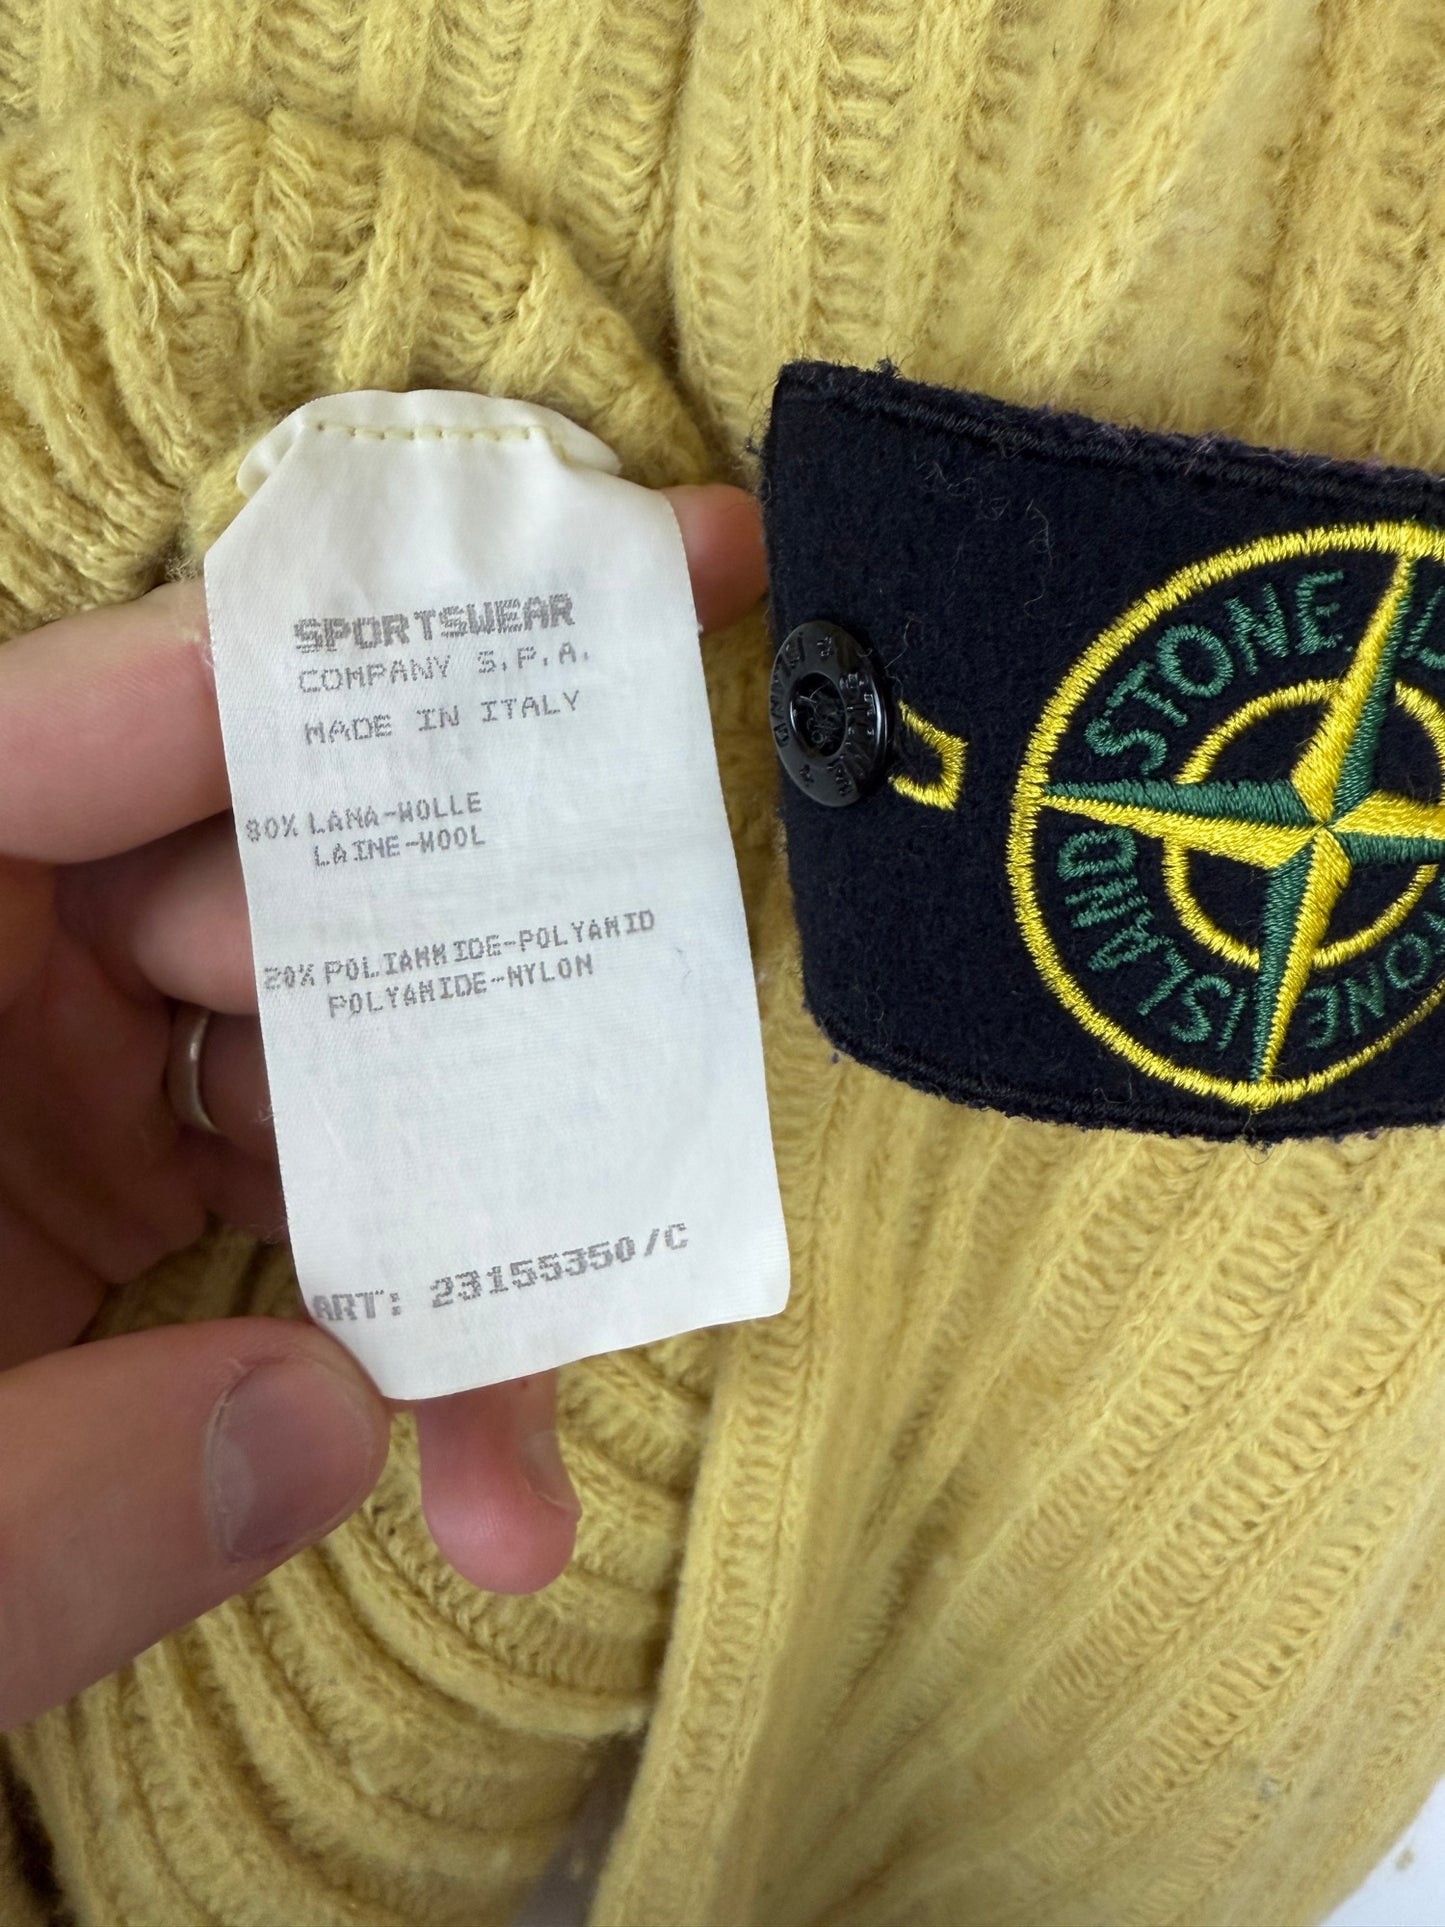 SPORTSWEAR
COMPANY S.P.A.
MADE IN ITALY
80% LANA-WOLLE
LAINE-WOOL
20% POLIAMMIDE-POLYAMID
POLYAMIDE-NYLON
ART: 23155350/C
STONE
ISLAND
STONE